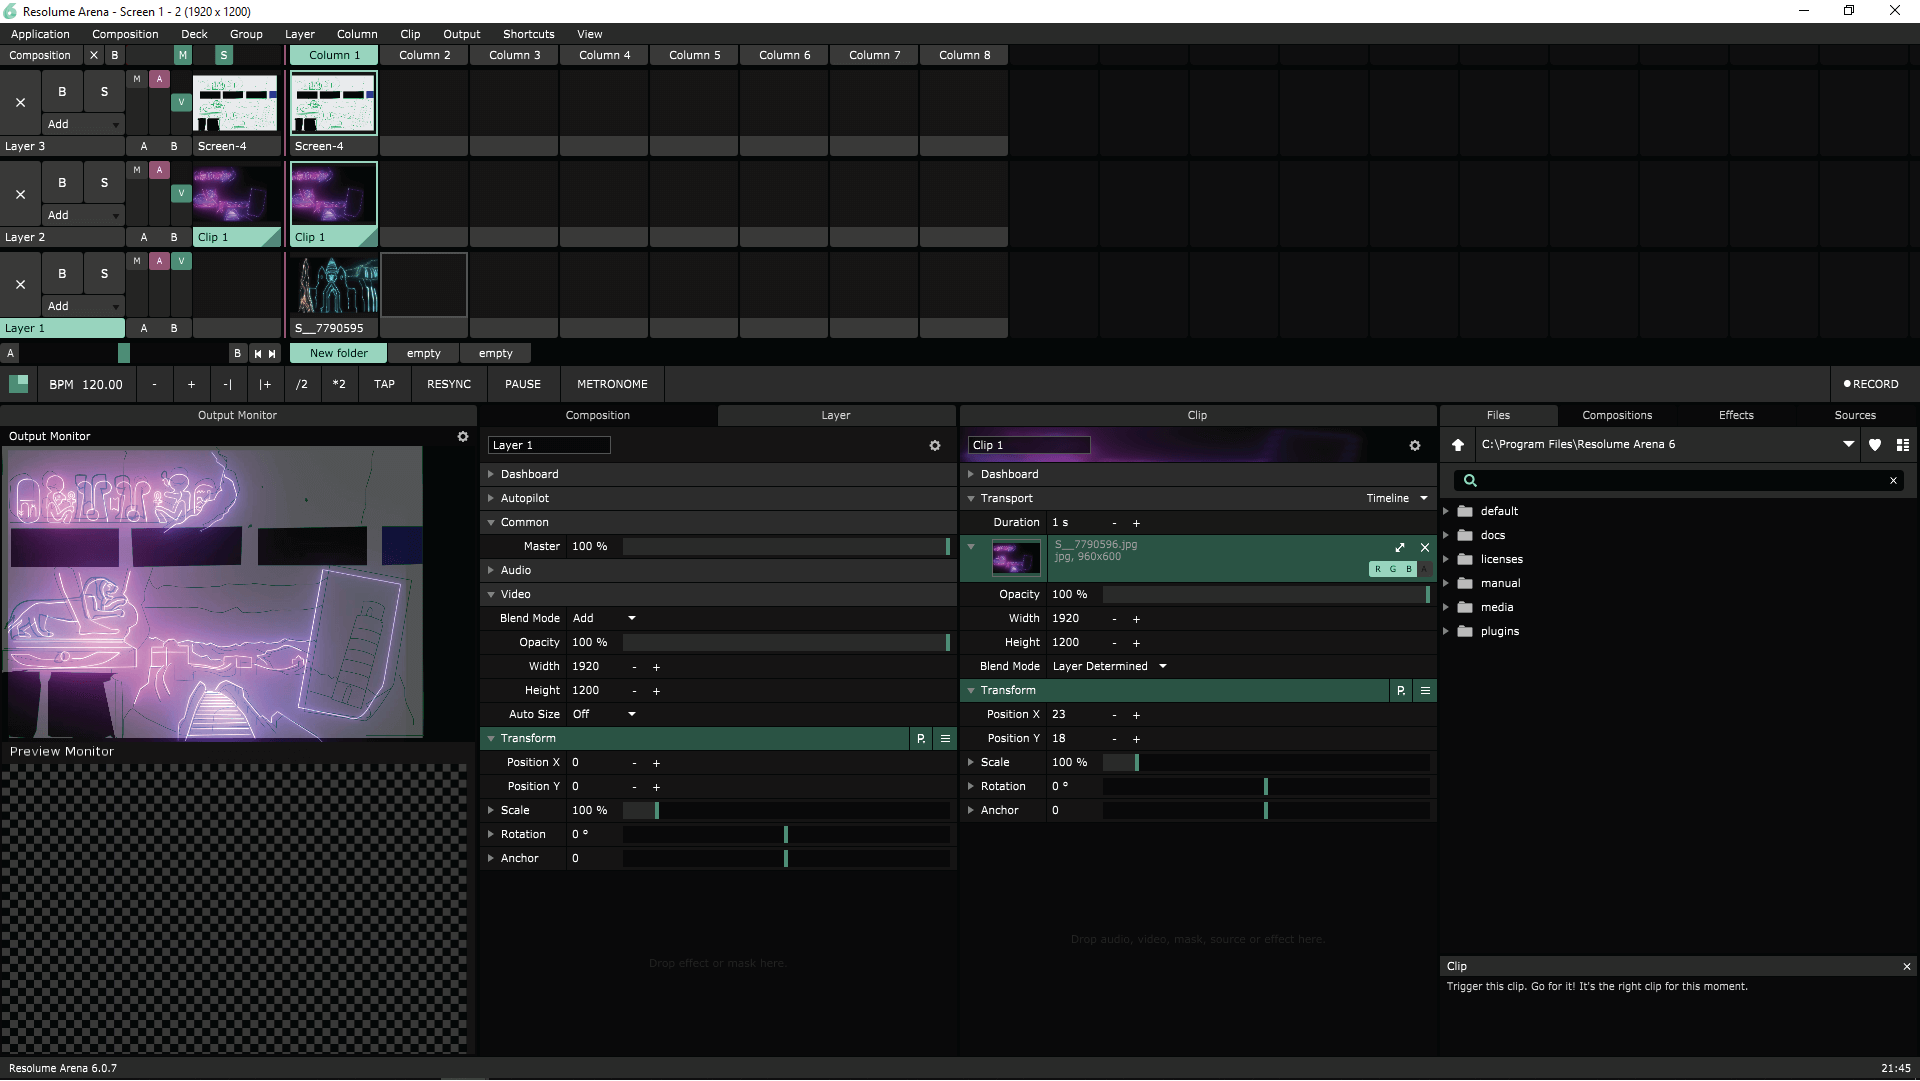 Resolume Arena - Screen 1 - 2 (1920 x 1200)
Application Composition Deck Group Layer Column Clip Output Shortcuts View
Composition X B M S Column 1 Column 2 Column 3 Column 4 Column 5 Column 6 Column 7 Column 8
B S M A V
Add
Layer 3 A B Screen-4 Screen-4
B S M A V
Add
Layer 2 A B Clip 1 Clip 1
B S M A V
Add
Layer 1 A B S__7790595
A B New folder empty empty
BPM 120.00 - + -| |+ /2 *2 TAP RESYNC PAUSE METRONOME RECORD
Output Monitor Composition Layer Clip Files Compositions Effects Sources
Output Monitor
Layer 1
Dashboard
Autopilot
Common
Master 100 %
Audio
Video
Blend Mode Add
Opacity 100 %
Width 1920 - +
Height 1200 - +
Auto Size Off
Transform P.
Position X 0 - +
Position Y 0 - +
Scale 100 %
Rotation 0 °
Anchor 0
Drop effect or mask here.
Clip 1
Dashboard
Transport Timeline
Duration 1 s - +
S__7790596.jpg
jpg, 960x600
R G B A
Opacity 100 %
Width 1920 - +
Height 1200 - +
Blend Mode Layer Determined
Transform P.
Position X 23 - +
Position Y 18 - +
Scale 100 %
Rotation 0 °
Anchor 0
Drop audio, video, mask, source or effect here.
C:\Program Files\Resolume Arena 6
default
docs
licenses
manual
media
plugins
Preview Monitor
Clip
Trigger this clip. Go for it! It's the right clip for this moment.
Resolume Arena 6.0.7 21:45